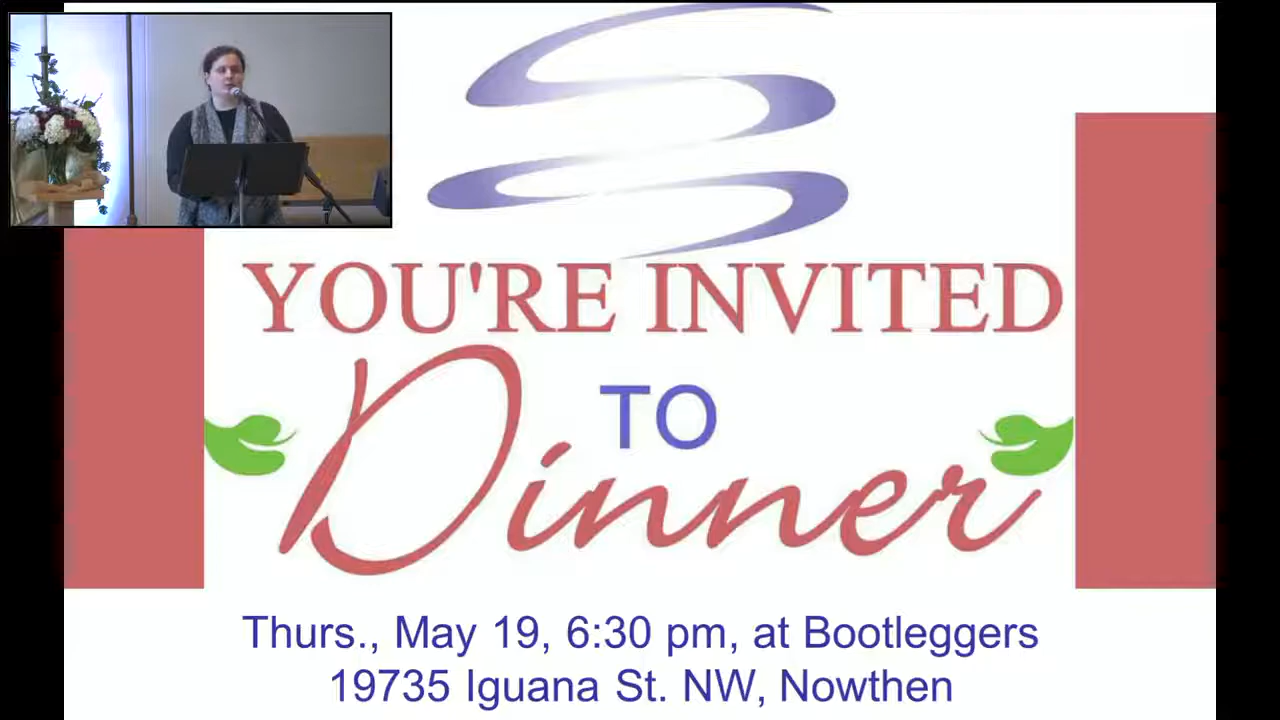 YOU'RE INVITED
TO
Dinner
Thurs., May 19, 6:30 pm, at Bootleggers
19735 Iguana St. NW, Nowthen